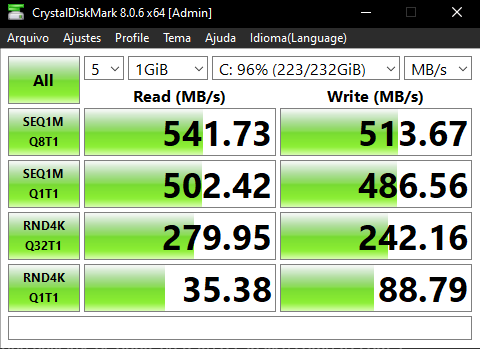 CrystalDiskMark 8.0.6 x64 [Admin]
Arquivo Ajustes Profile Tema Ajuda Idioma(Language)
All 5 1GiB C: 96% (223/232GiB) MB/s
Read (MB/s) Write (MB/s)
SEQ1M
Q8T1 541.73 513.67
SEQ1M
Q1T1 502.42 486.56
RND4K
Q32T1 279.95 242.16
RND4K
Q1T1 35.38 88.79